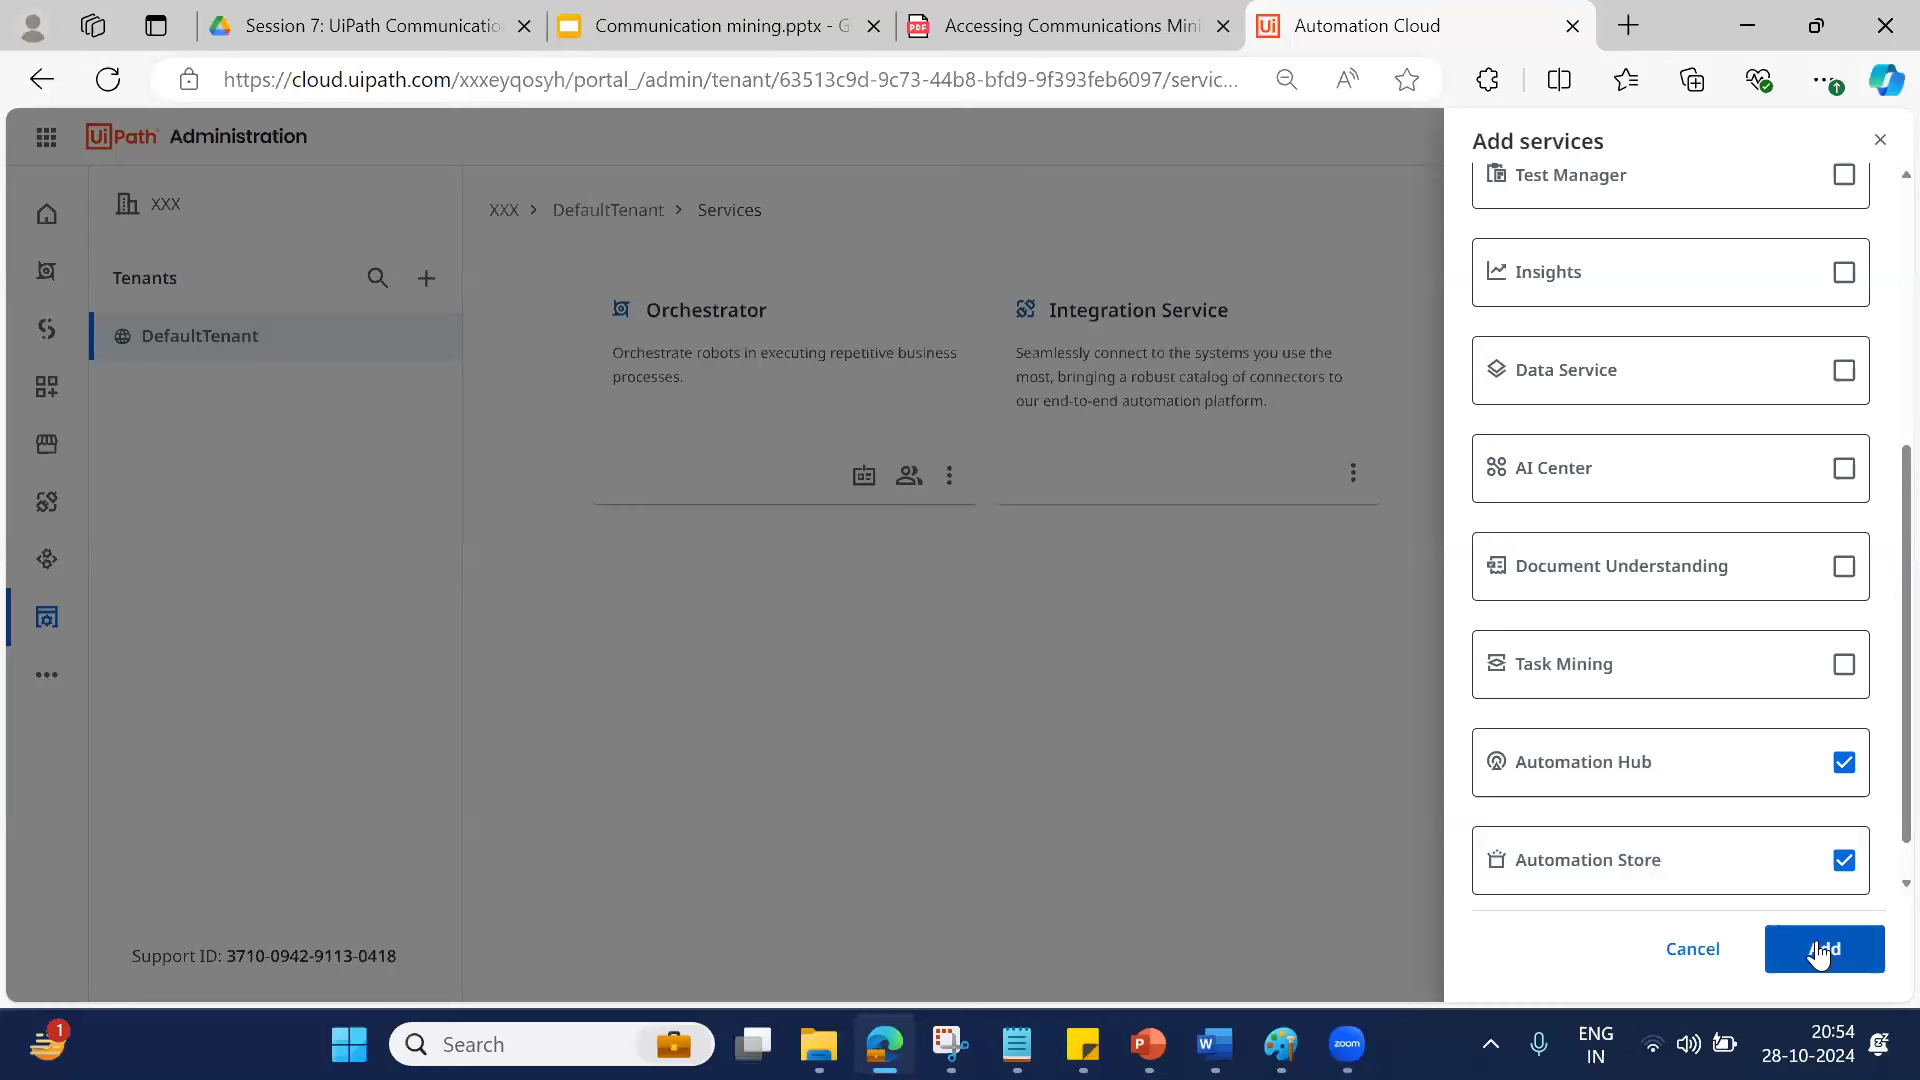 Session 7: UiPath Communicatio
Communication mining.pptx - G
Accessing Communications Mini
Automation Cloud
https://cloud.uipath.com/xxxeyqosyh/portal_/admin/tenant/63513c9d-9c73-44b8-bfd9-9f393feb6097/servic...
UiPath Administration
Add services
XXX
XXX > DefaultTenant > Services
Tenants
DefaultTenant
Orchestrator
Orchestrate robots in executing repetitive business
processes.
Integration Service
Seamlessly connect to the systems you use the
most, bringing a robust catalog of connectors to
our end-to-end automation platform.
Test Manager
Insights
Data Service
AI Center
Document Understanding
Task Mining
Automation Hub
Automation Store
Support ID: 3710-0942-9113-0418
Cancel
Add
1
Search
zoom
ENG
IN
20:54
28-10-2024